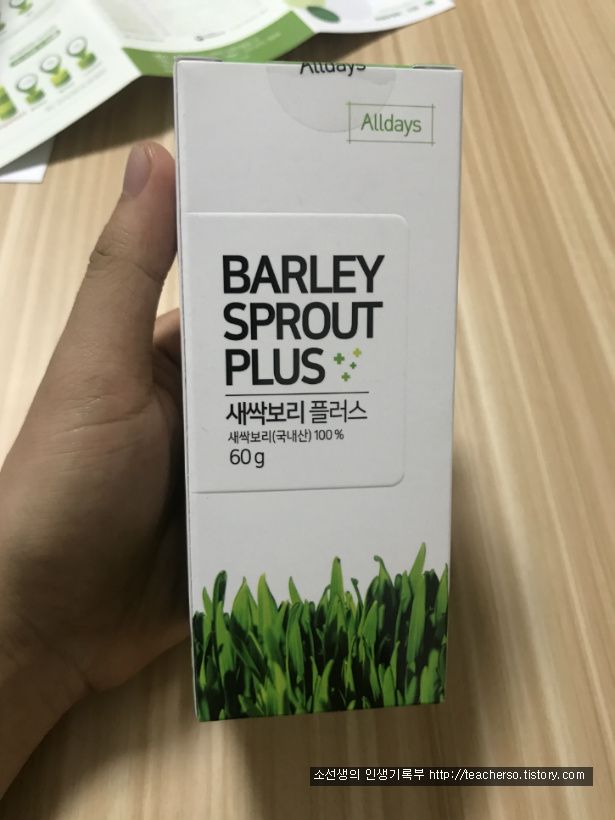 Alldays
Alldays
BARLEY
SPROUT
PLUS
새싹보리 플러스
새싹보리(국내산) 100 %
60 g
소선생의 인생기록부 http://teacherso.tistory.com